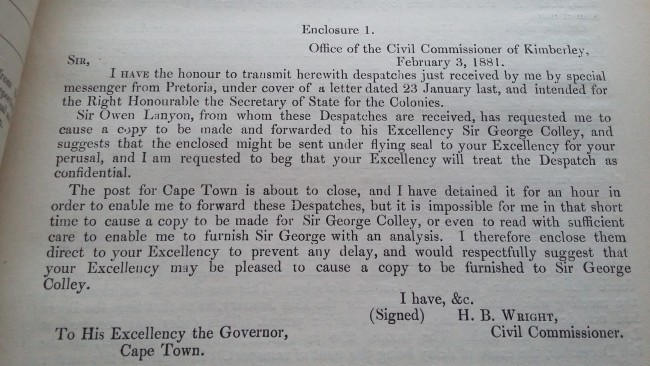 Enclosure 1.
Office of the Civil Commissioner of Kimberley,
SIR, February 3, 1881.
I HAVE the honour to transmit herewith despatches just received by me by special
messenger from Pretoria, under cover of a letter dated 23 January last, and intended for
the Right Honourable the Secretary of State for the Colonies.
Sir Owen Lanyon, from whom these Despatches are received, has requested me to
cause a copy to be made and forwarded to his Excellency Sir George Colley, and
suggests that the enclosed might be sent under flying seal to your Excellency for your
perusal, and I am requested to beg that your Excellency will treat the Despatch as
confidential.
The post for Cape Town is about to close, and I have detained it for an hour in
order to enable me to forward these Despatches, but it is impossible for me in that short
time to cause a copy to be made for Sir George Colley, or even to read with sufficient
care to enable me to furnish Sir George with an analysis. I therefore enclose them
direct to your Excellency to prevent any delay, and would respectfully suggest that
your Excellency may be pleased to cause a copy to be furnished to Sir George
Colley.
I have, &c.
(Signed) H. B. WRIGHT,
To His Excellency the Governor, Civil Commissioner.
Cape Town.